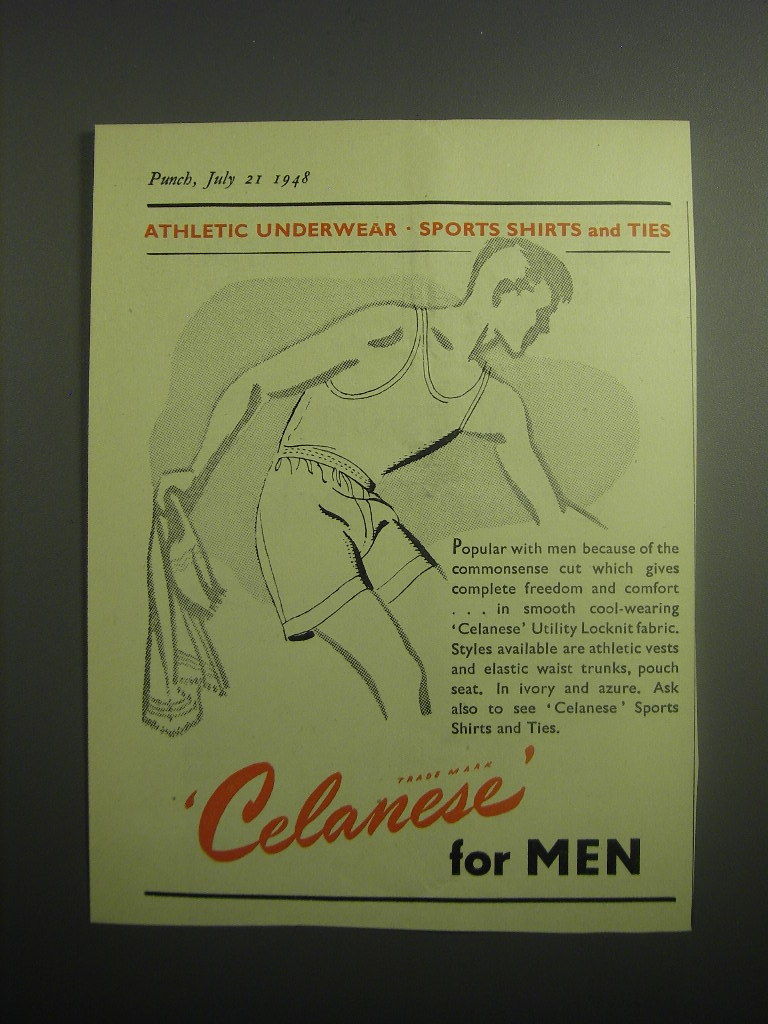 Punch, July 21 1948
ATHLETIC UNDERWEAR · SPORTS SHIRTS and TIES
Popular with men because of the
commonsense cut which gives
complete freedom and comfort
. . . in smooth cool-wearing
'Celanese' Utility Locknit fabric.
Styles available are athletic vests
and elastic waist trunks, pouch
seat. In ivory and azure. Ask
also to see 'Celanese' Sports
Shirts and Ties.
TRADE MARK
'Celanese'
for MEN